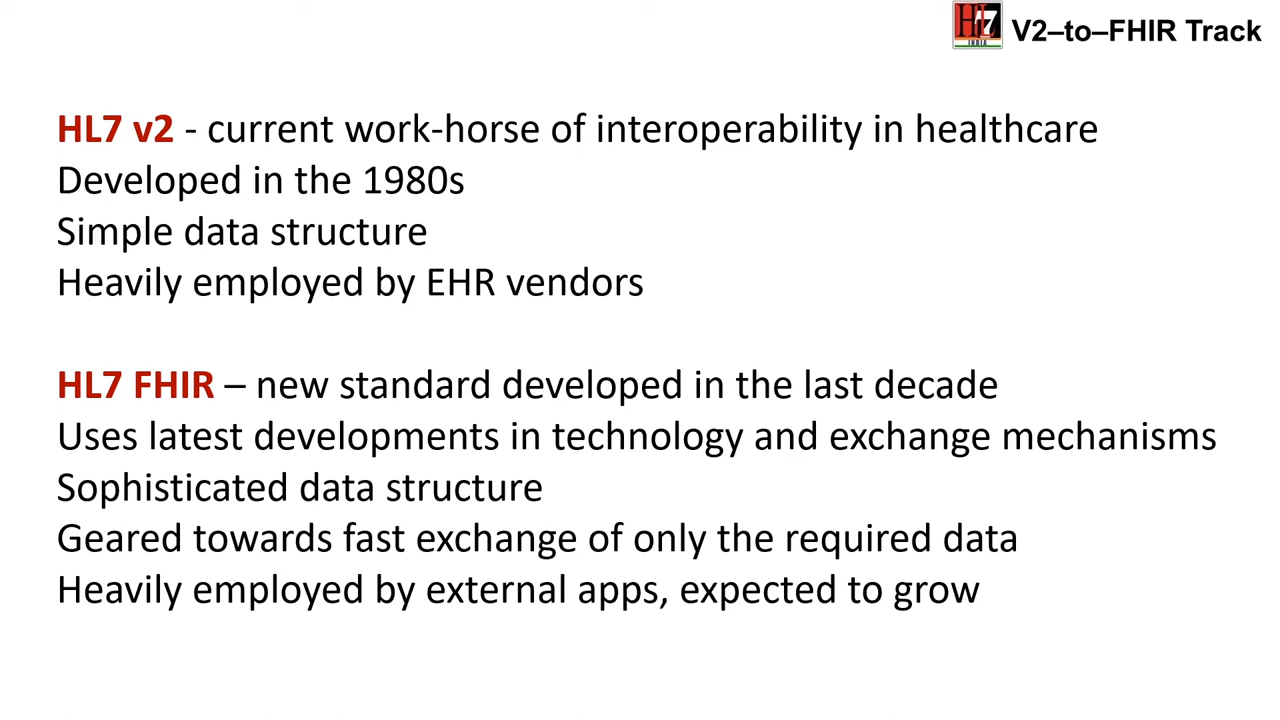 HL7
INDIA
V2–to–FHIR Track
HL7 v2 - current work-horse of interoperability in healthcare
Developed in the 1980s
Simple data structure
Heavily employed by EHR vendors
HL7 FHIR – new standard developed in the last decade
Uses latest developments in technology and exchange mechanisms
Sophisticated data structure
Geared towards fast exchange of only the required data
Heavily employed by external apps, expected to grow